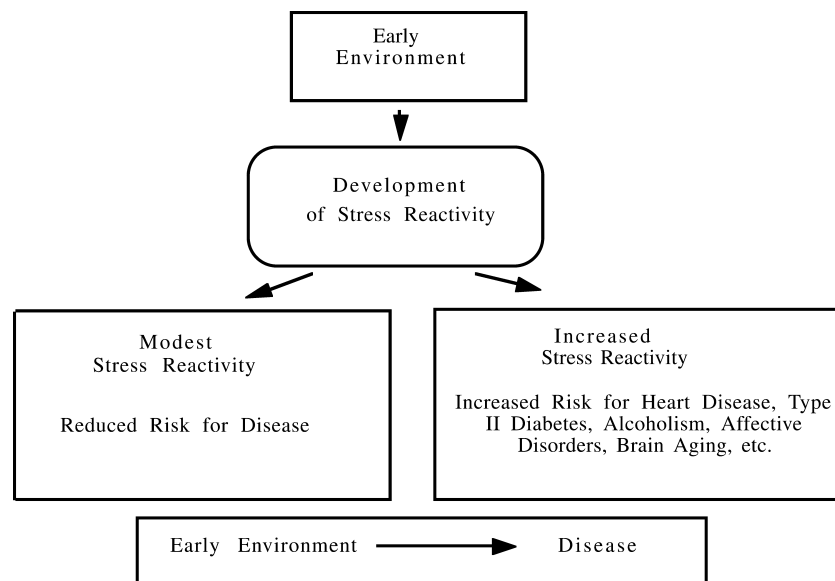 Early
Environment
Development
of Stress Reactivity
Modest
Stress Reactivity
Reduced Risk for Disease
Increased
Stress Reactivity
Increased Risk for Heart Disease, Type
II Diabetes, Alcoholism, Affective
Disorders, Brain Aging, etc.
Early Environment Disease